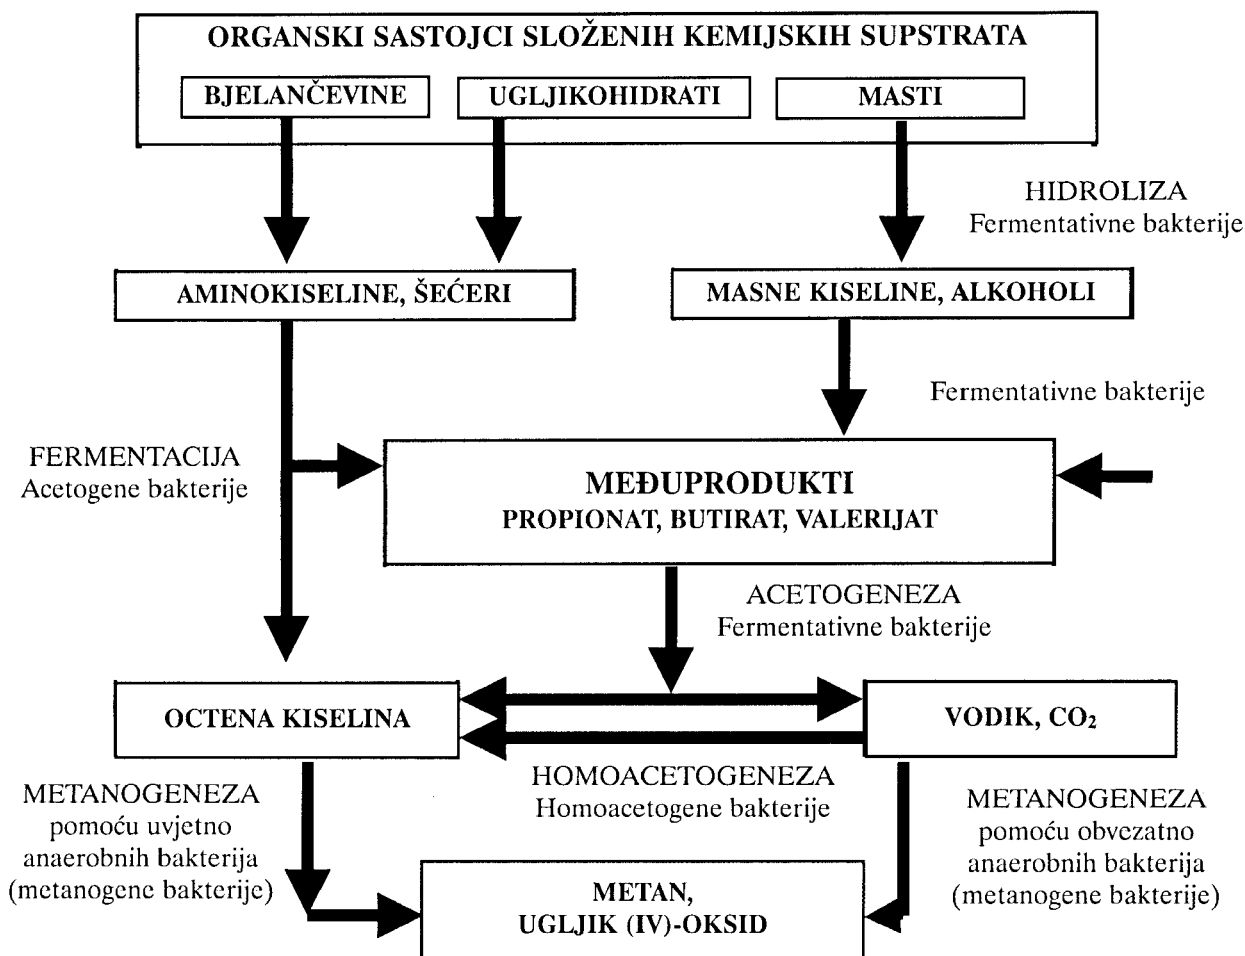 ORGANSKI SASTOJCI SLOŽENIH KEMIJSKIH SUPSTRATA
BJELANČEVINE
UGLJIKOHIDRATI
MASTI
HIDROLIZA
Fermentativne bakterije
AMINOKISELINE, ŠEĆERI
MASNE KISELINE, ALKOHOLI
Fermentativne bakterije
FERMENTACIJA
Acetogene bakterije
MEĐUPRODUKTI
PROPIONAT, BUTIRAT, VALERIJAT
ACETOGENEZA
Fermentativne bakterije
OCTENA KISELINA
VODIK, CO₂
HOMOACETOGENEZA
Homoacetogene bakterije
METANOGENEZA
pomoću uvjetno
anaerobnih bakterija
(metanogene bakterije)
METANOGENEZA
pomoću obvezatno
anaerobnih bakterija
(metanogene bakterije)
METAN,
UGLJIK (IV)-OKSID